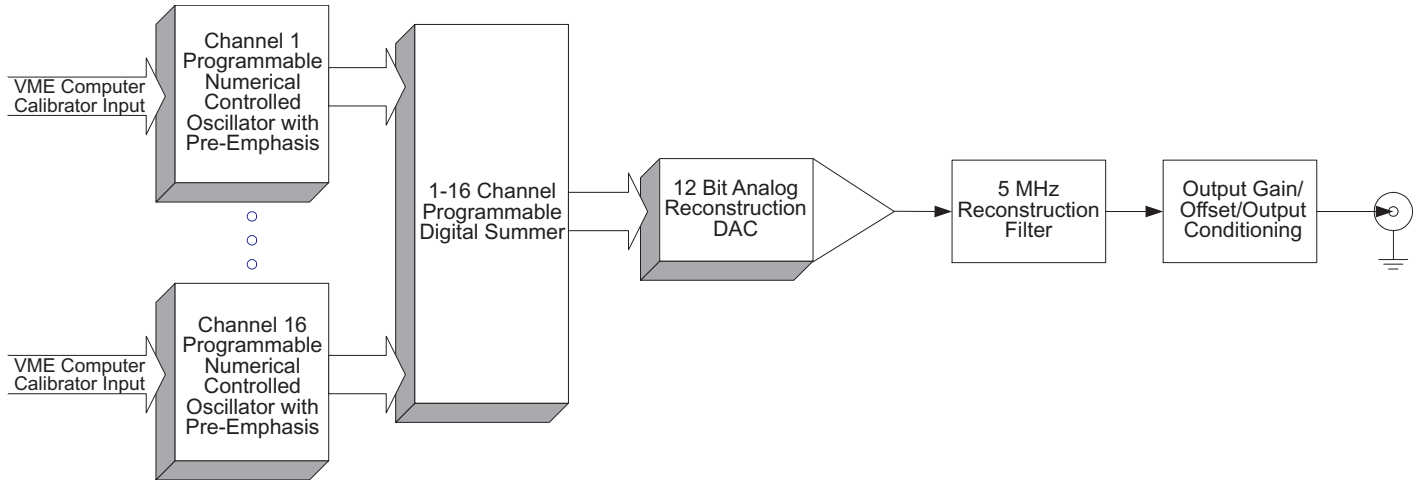 VME Computer
Calibrator Input
Channel 1
Programmable
Numerical
Controlled
Oscillator with
Pre-Emphasis
VME Computer
Calibrator Input
Channel 16
Programmable
Numerical
Controlled
Oscillator with
Pre-Emphasis
1-16 Channel
Programmable
Digital Summer
12 Bit Analog
Reconstruction
DAC
5 MHz
Reconstruction
Filter
Output Gain/
Offset/Output
Conditioning